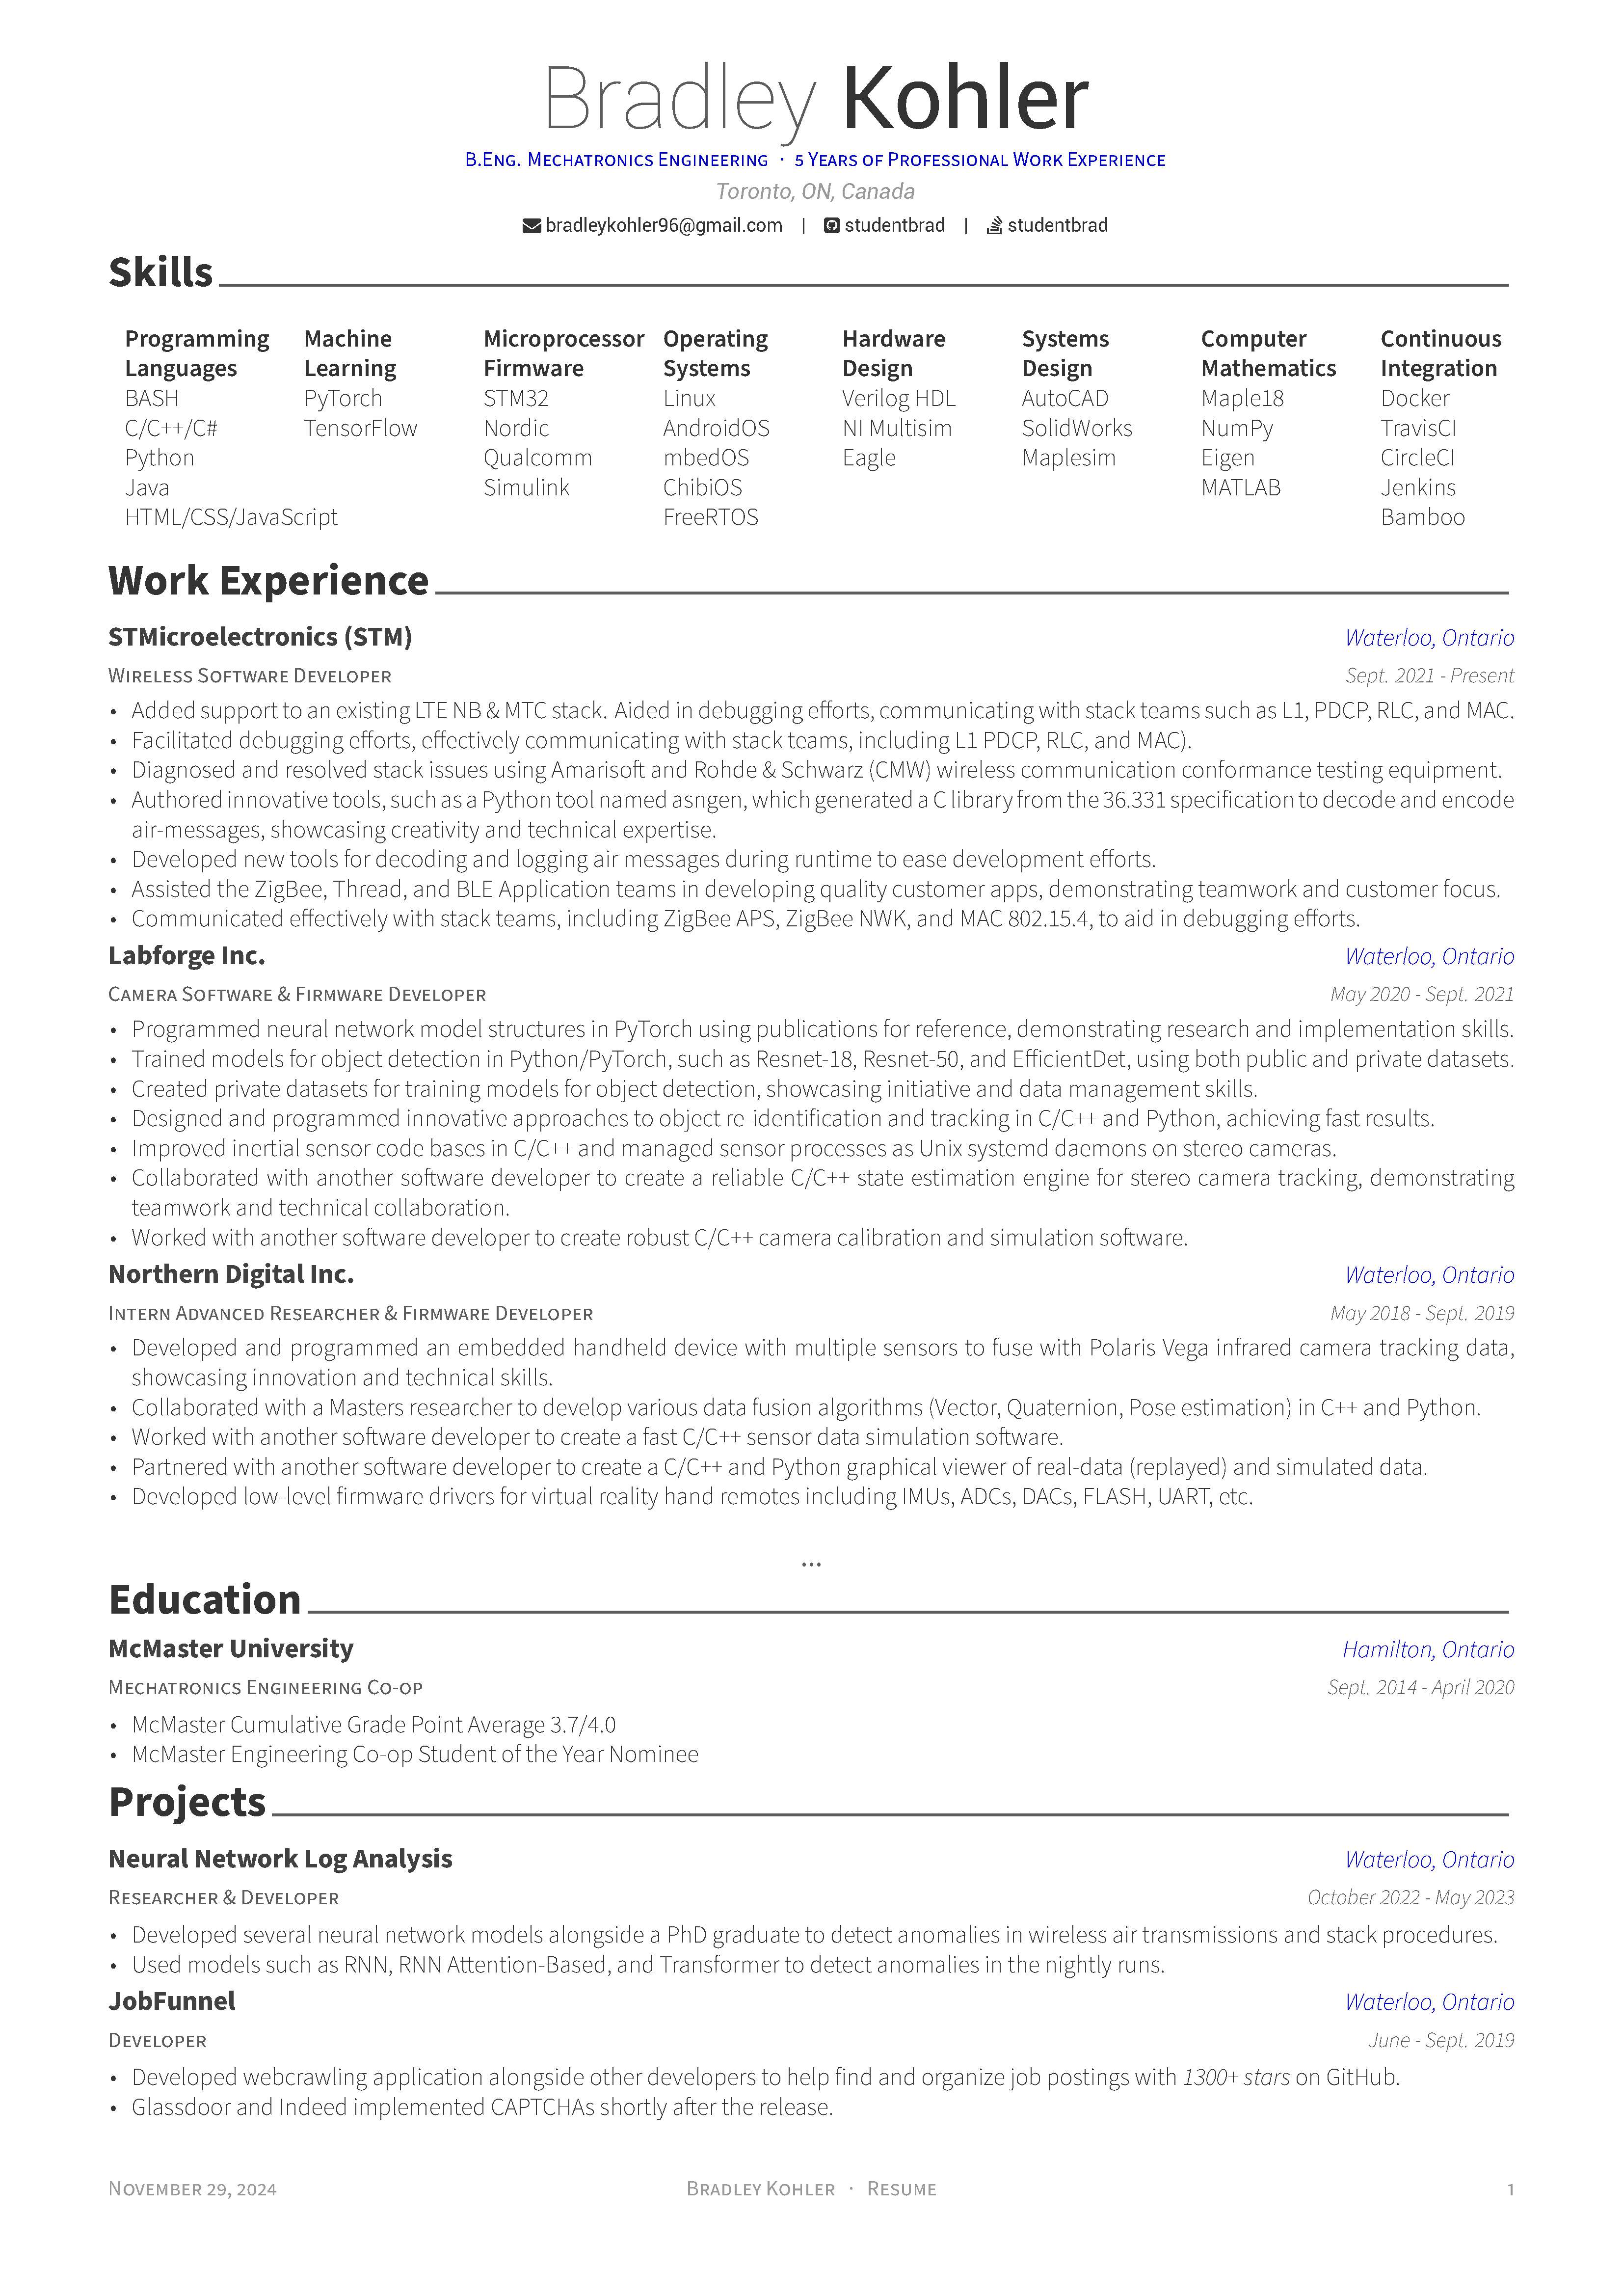 Bradley Kohler
B.Eng. Mechatronics Engineering · 5 Years of Professional Work Experience
Toronto, ON, Canada
bradleykohler96@gmail.com | studentbrad | studentbrad
Skills
Programming Machine Microprocessor Operating Hardware Systems Computer Continuous
Languages Learning Firmware Systems Design Design Mathematics Integration
BASH PyTorch STM32 Linux Verilog HDL AutoCAD Maple18 Docker
C/C++/C# TensorFlow Nordic AndroidOS NI Multisim SolidWorks NumPy TravisCI
Python Qualcomm mbedOS Eagle Maplesim Eigen CircleCI
Java Simulink ChibiOS MATLAB Jenkins
HTML/CSS/JavaScript FreeRTOS Bamboo
Work Experience
STMicroelectronics (STM) Waterloo, Ontario
Wireless Software Developer Sept. 2021 - Present
• Added support to an existing LTE NB & MTC stack. Aided in debugging efforts, communicating with stack teams such as L1, PDCP, RLC, and MAC.
• Facilitated debugging efforts, effectively communicating with stack teams, including L1 PDCP, RLC, and MAC).
• Diagnosed and resolved stack issues using Amarisoft and Rohde & Schwarz (CMW) wireless communication conformance testing equipment.
• Authored innovative tools, such as a Python tool named asngen, which generated a C library from the 36.331 specification to decode and encode
air-messages, showcasing creativity and technical expertise.
• Developed new tools for decoding and logging air messages during runtime to ease development efforts.
• Assisted the ZigBee, Thread, and BLE Application teams in developing quality customer apps, demonstrating teamwork and customer focus.
• Communicated effectively with stack teams, including ZigBee APS, ZigBee NWK, and MAC 802.15.4, to aid in debugging efforts.
Labforge Inc. Waterloo, Ontario
Camera Software & Firmware Developer May 2020 - Sept. 2021
• Programmed neural network model structures in PyTorch using publications for reference, demonstrating research and implementation skills.
• Trained models for object detection in Python/PyTorch, such as Resnet-18, Resnet-50, and EfficientDet, using both public and private datasets.
• Created private datasets for training models for object detection, showcasing initiative and data management skills.
• Designed and programmed innovative approaches to object re-identification and tracking in C/C++ and Python, achieving fast results.
• Improved inertial sensor code bases in C/C++ and managed sensor processes as Unix systemd daemons on stereo cameras.
• Collaborated with another software developer to create a reliable C/C++ state estimation engine for stereo camera tracking, demonstrating
teamwork and technical collaboration.
• Worked with another software developer to create robust C/C++ camera calibration and simulation software.
Northern Digital Inc. Waterloo, Ontario
Intern Advanced Researcher & Firmware Developer May 2018 - Sept. 2019
• Developed and programmed an embedded handheld device with multiple sensors to fuse with Polaris Vega infrared camera tracking data,
showcasing innovation and technical skills.
• Collaborated with a Masters researcher to develop various data fusion algorithms (Vector, Quaternion, Pose estimation) in C++ and Python.
• Worked with another software developer to create a fast C/C++ sensor data simulation software.
• Partnered with another software developer to create a C/C++ and Python graphical viewer of real-data (replayed) and simulated data.
• Developed low-level firmware drivers for virtual reality hand remotes including IMUs, ADCs, DACs, FLASH, UART, etc.
...
Education
McMaster University Hamilton, Ontario
Mechatronics Engineering Co-op Sept. 2014 - April 2020
• McMaster Cumulative Grade Point Average 3.7/4.0
• McMaster Engineering Co-op Student of the Year Nominee
Projects
Neural Network Log Analysis Waterloo, Ontario
Researcher & Developer October 2022 - May 2023
• Developed several neural network models alongside a PhD graduate to detect anomalies in wireless air transmissions and stack procedures.
• Used models such as RNN, RNN Attention-Based, and Transformer to detect anomalies in the nightly runs.
JobFunnel Waterloo, Ontario
Developer June - Sept. 2019
• Developed webcrawling application alongside other developers to help find and organize job postings with 1300+ stars on GitHub.
• Glassdoor and Indeed implemented CAPTCHAs shortly after the release.
November 29, 2024 Bradley Kohler · Resume 1